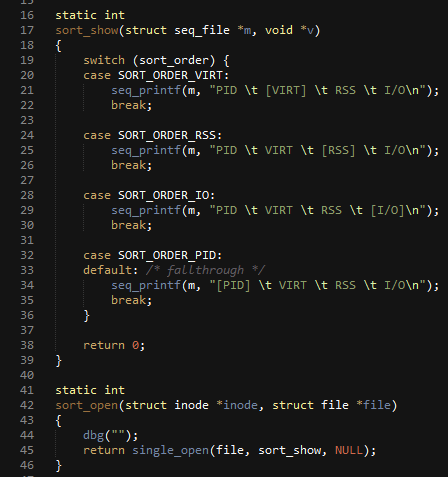 15
16 static int
17 sort_show(struct seq_file *m, void *v)
18 {
19     switch (sort_order) {
20     case SORT_ORDER_VIRT:
21         seq_printf(m, "PID \t [VIRT] \t RSS \t I/O\n");
22         break;
23
24     case SORT_ORDER_RSS:
25         seq_printf(m, "PID \t VIRT \t [RSS] \t I/O\n");
26         break;
27
28     case SORT_ORDER_IO:
29         seq_printf(m, "PID \t VIRT \t RSS \t [I/O]\n");
30         break;
31
32     case SORT_ORDER_PID:
33     default: /* fallthrough */
34         seq_printf(m, "[PID] \t VIRT \t RSS \t I/O\n");
35         break;
36     }
37
38     return 0;
39 }
40
41 static int
42 sort_open(struct inode *inode, struct file *file)
43 {
44     dbg("");
45     return single_open(file, sort_show, NULL);
46 }